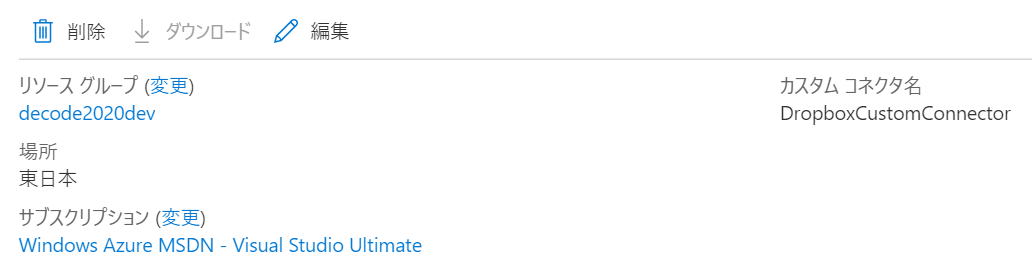 削除 ダウンロード 編集
リソース グループ (変更)
decode2020dev
場所
東日本
サブスクリプション (変更)
Windows Azure MSDN - Visual Studio Ultimate
カスタム コネクタ名
DropboxCustomConnector